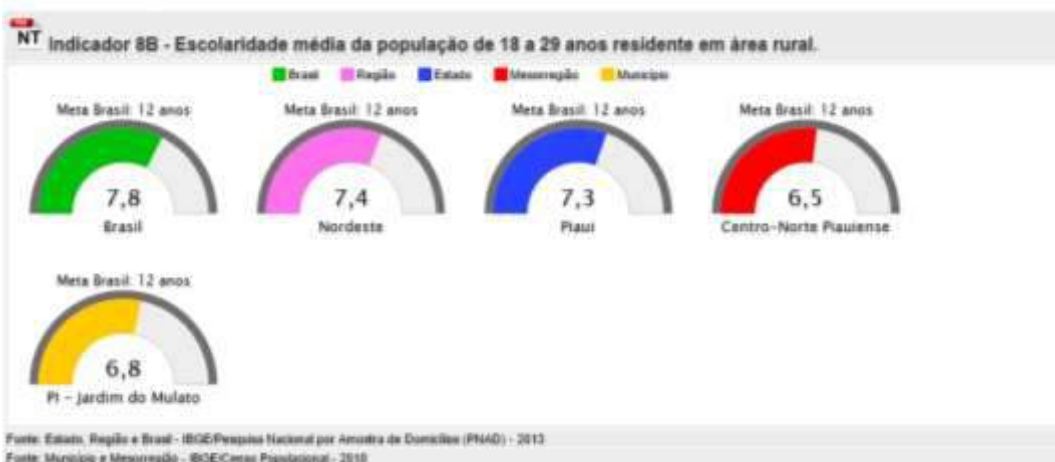 NT Indicador 8B - Escolaridade média da população de 18 a 29 anos residente em área rural.
Brasil Região Estado Mesorregião Município
Meta Brasil: 12 anos Meta Brasil: 12 anos Meta Brasil: 12 anos Meta Brasil: 12 anos
7,8 7,4 7,3 6,5
Brasil Nordeste Piauí Centro-Norte Piauiense
Meta Brasil: 12 anos
6,8
PI - Jardim do Mulato
Fonte: Estado, Região e Brasil - IBGE/Pesquisa Nacional por Amostra de Domicílios (PNAD) - 2013
Fonte: Município e Mesorregião - IBGE/Censo Populacional - 2010